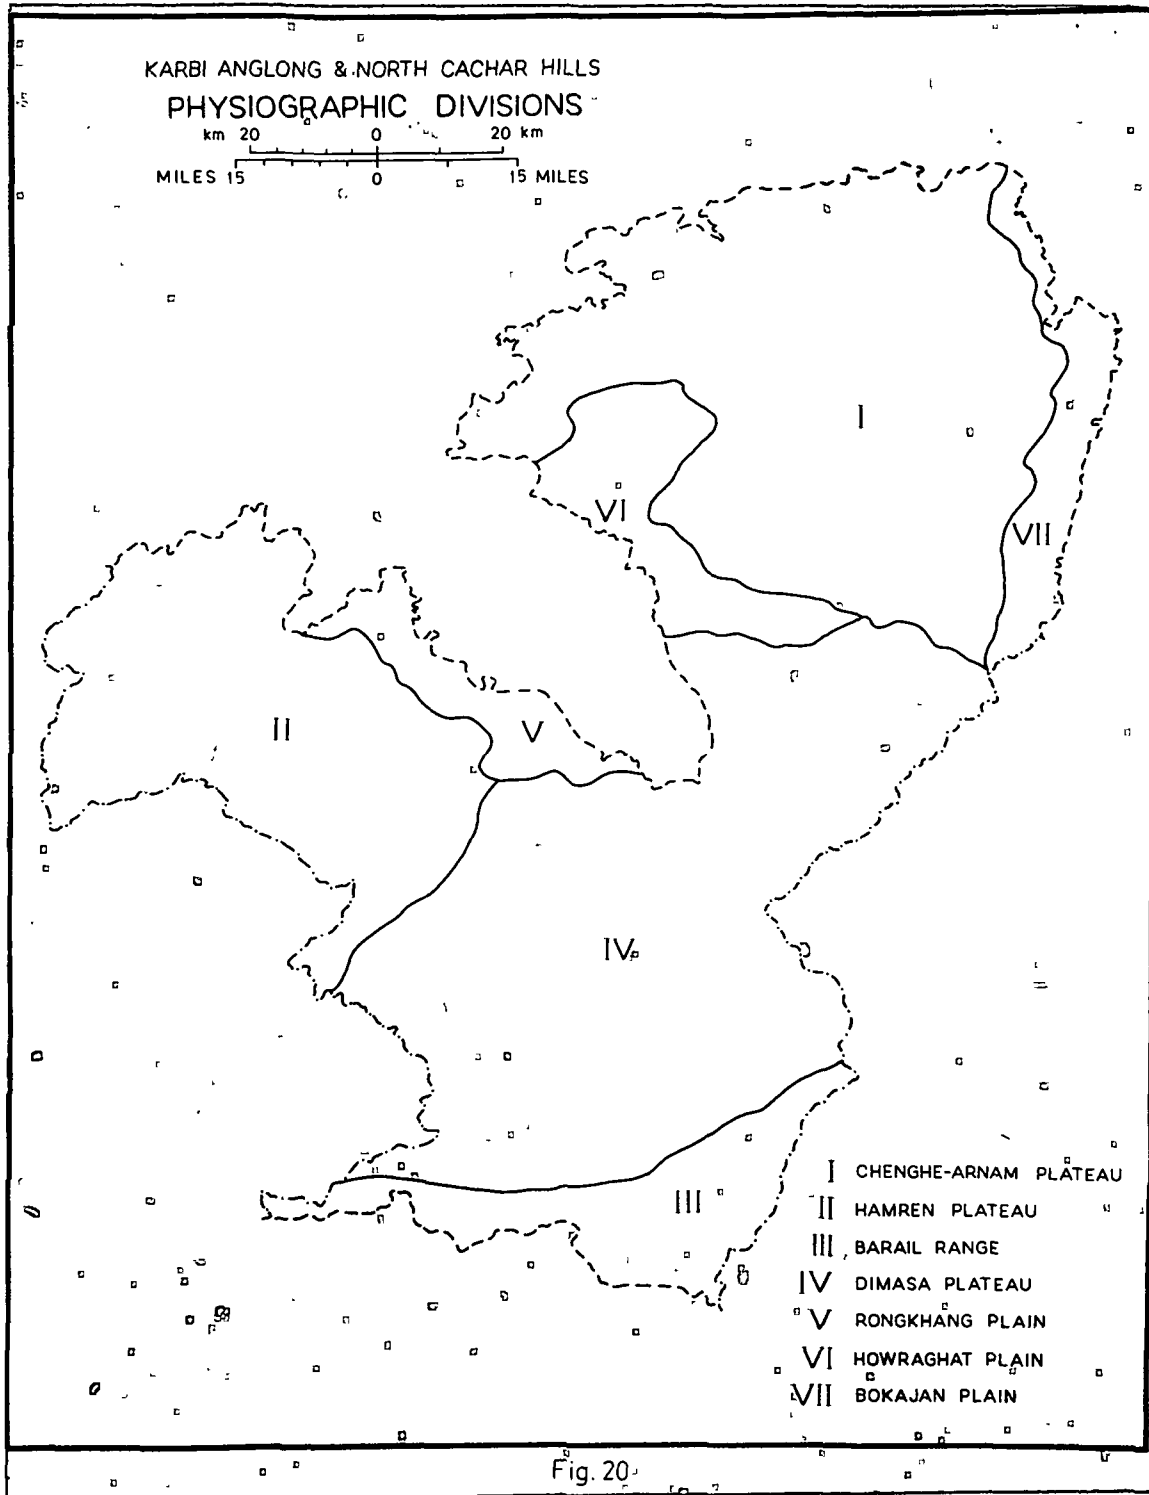 KARBI ANGLONG & NORTH CACHAR HILLS
PHYSIOGRAPHIC DIVISIONS
km 20 0 20 km
MILES 15 0 15 MILES
I
VI
VII
II
V
IV
III
I CHENGHE-ARNAM PLATEAU
II HAMREN PLATEAU
III BARAIL RANGE
IV DIMASA PLATEAU
V RONGKHANG PLAIN
VI HOWRAGHAT PLAIN
VII BOKAJAN PLAIN
Fig. 20